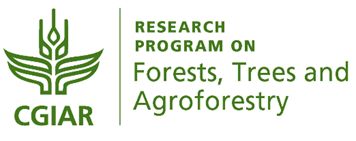 CGIAR
RESEARCH
PROGRAM ON
Forests, Trees and
Agroforestry